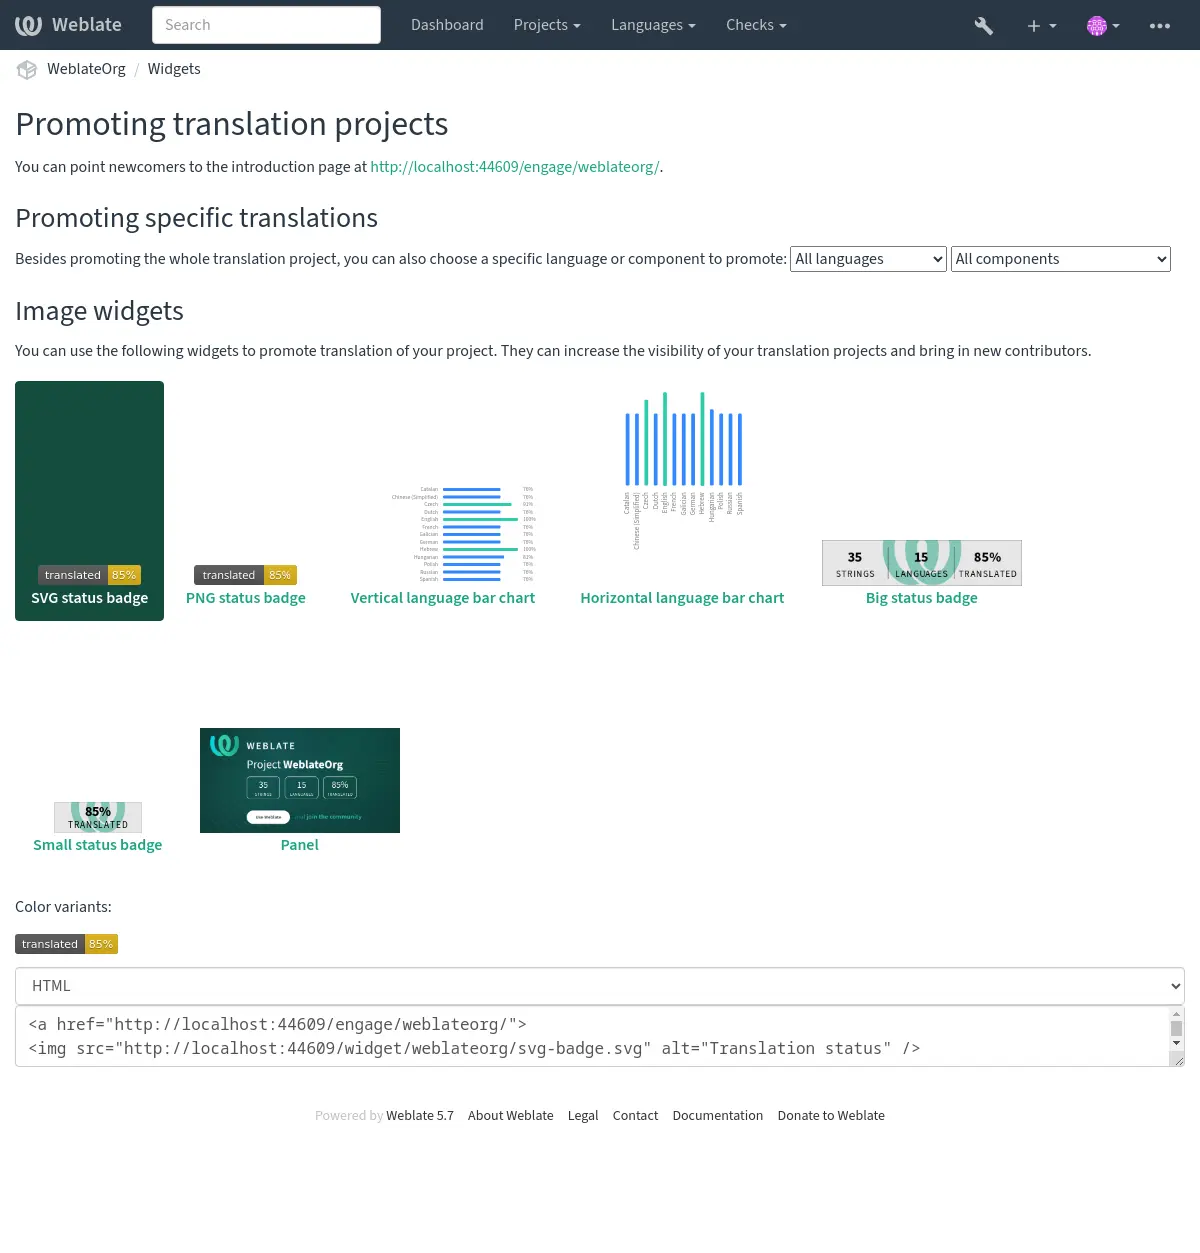 Weblate
Search
Dashboard
Projects
Languages
Checks
WeblateOrg / Widgets
Promoting translation projects
You can point newcomers to the introduction page at http://localhost:44609/engage/weblateorg/.
Promoting specific translations
Besides promoting the whole translation project, you can also choose a specific language or component to promote: All languages All components
Image widgets
You can use the following widgets to promote translation of your project. They can increase the visibility of your translation projects and bring in new contributors.
translated 85%
SVG status badge
translated 85%
PNG status badge
Catalan 78%
Chinese (Simplified) 78%
Czech 91%
Dutch 78%
English 100%
French 78%
Galician 78%
German 78%
Hebrew 100%
Hungarian 81%
Polish 78%
Russian 78%
Spanish 78%
Vertical language bar chart
Catalan
Chinese (Simplified)
Czech
Dutch
English
French
Galician
German
Hebrew
Hungarian
Polish
Russian
Spanish
Horizontal language bar chart
35 15 85%
STRINGS LANGUAGES TRANSLATED
Big status badge
85%
TRANSLATED
Small status badge
WEBLATE
Project WeblateOrg
35 15 85%
STRINGS LANGUAGES TRANSLATED
Use Weblate and join the community
Panel
Color variants:
translated 85%
HTML
<a href="http://localhost:44609/engage/weblateorg/">
<img src="http://localhost:44609/widget/weblateorg/svg-badge.svg" alt="Translation status" />
Powered by Weblate 5.7 About Weblate Legal Contact Documentation Donate to Weblate